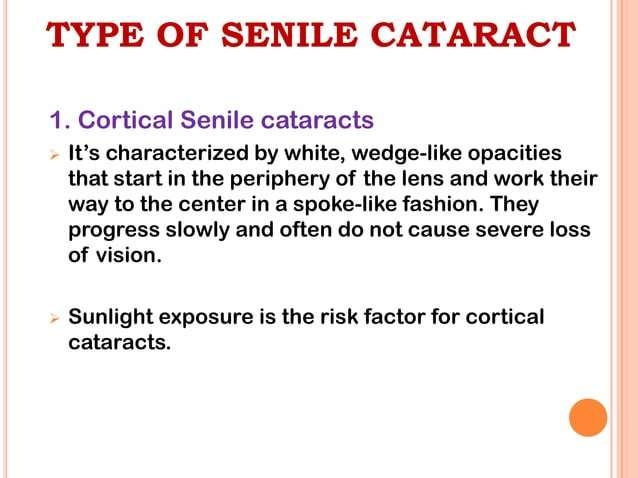 TYPE OF SENILE CATARACT
1. Cortical Senile cataracts
It's characterized by white, wedge-like opacities
that start in the periphery of the lens and work their
way to the center in a spoke-like fashion. They
progress slowly and often do not cause severe loss
of vision.
Sunlight exposure is the risk factor for cortical
cataracts.